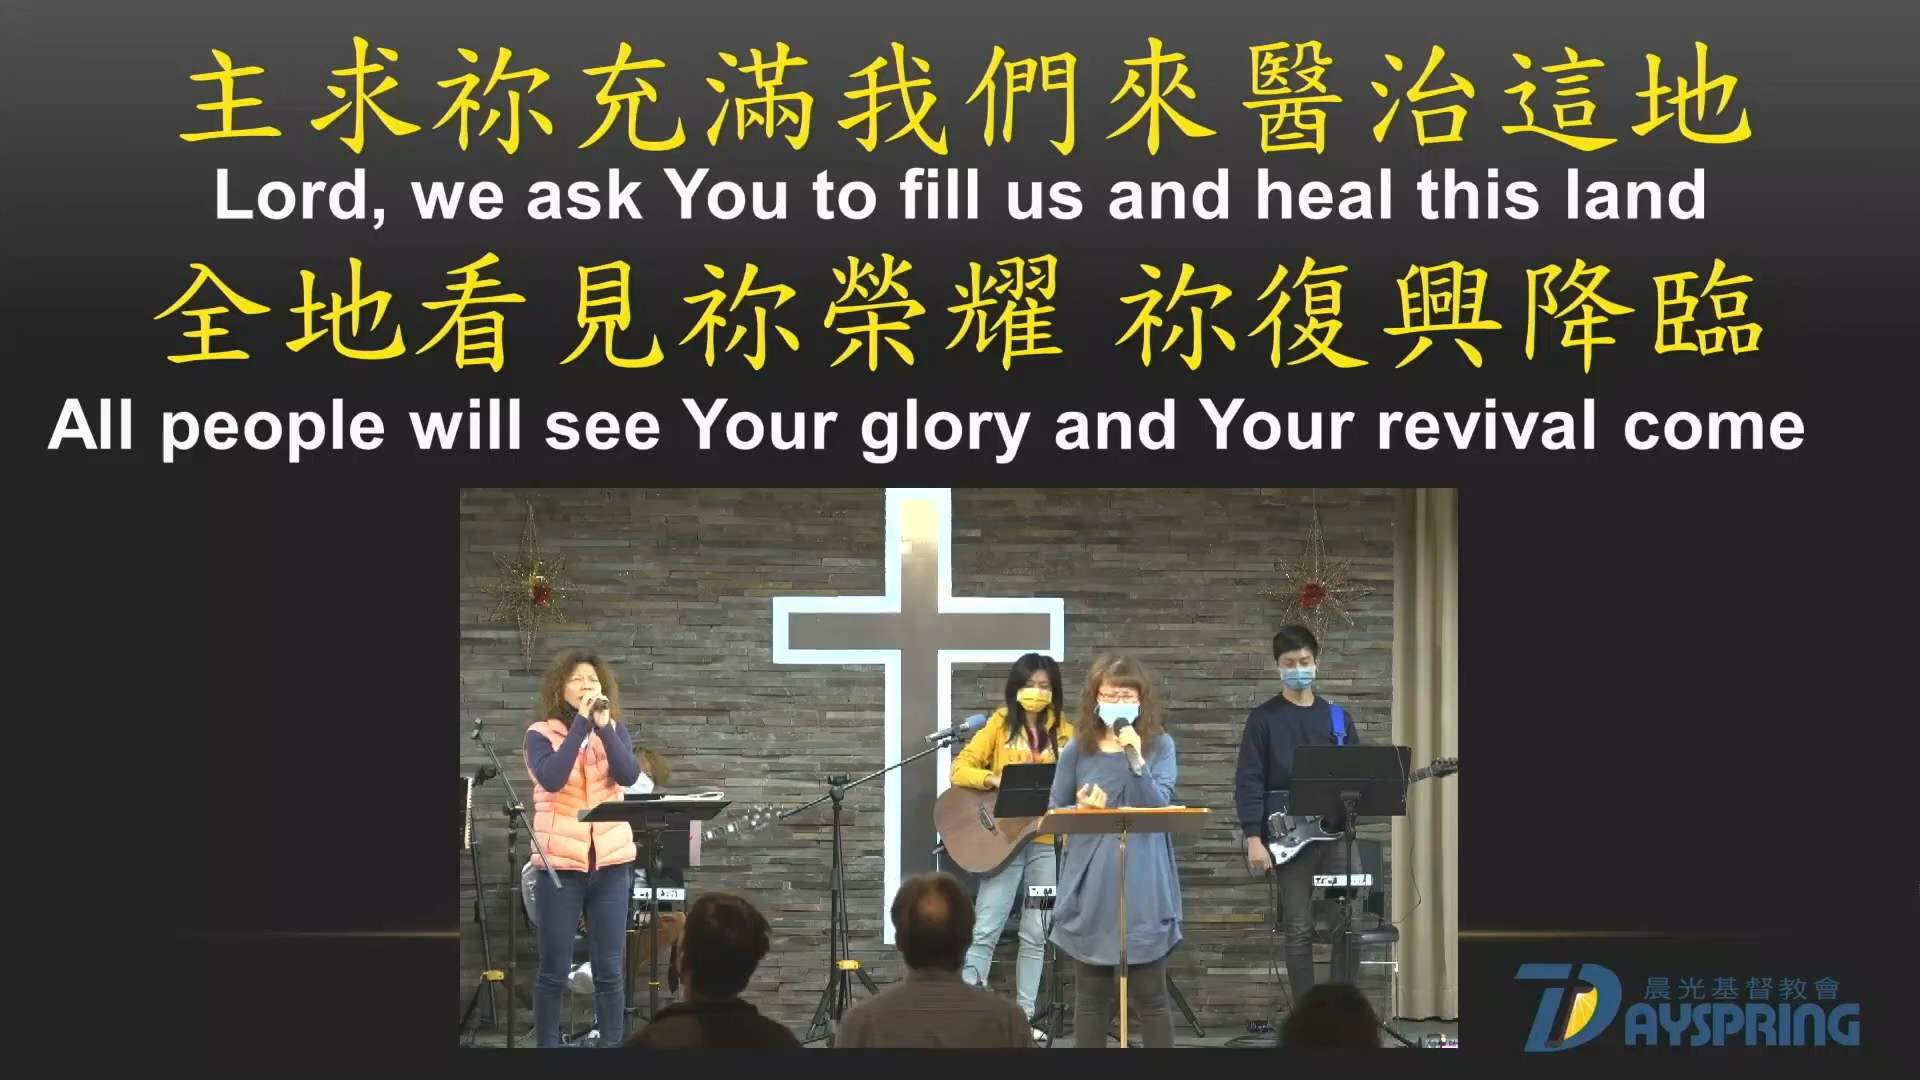 主求祢充滿我們來醫治這地
Lord, we ask You to fill us and heal this land
全地看見祢榮耀 祢復興降臨
All people will see Your glory and Your revival come
晨光基督教會
DAYSPRING